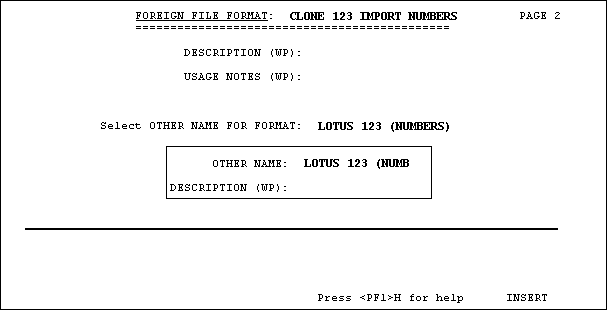 FOREIGN FILE FORMAT: CLONE 123 IMPORT NUMBERS PAGE 2
=============================================
DESCRIPTION (WP):
USAGE NOTES (WP):
Select OTHER NAME FOR FORMAT: LOTUS 123 (NUMBERS)
OTHER NAME: LOTUS 123 (NUMB
DESCRIPTION (WP):
Press <PF1>H for help INSERT